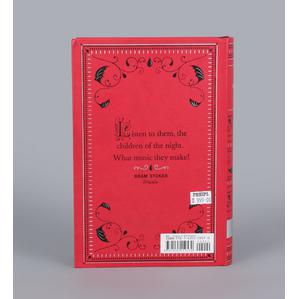 Listen to them, the
children of the night.
What music they make!
BRAM STOKER
Dracula